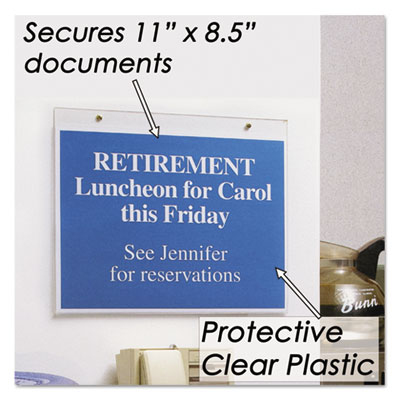 Secures 11” x 8.5”
documents
RETIREMENT
Luncheon for Carol
this Friday
See Jennifer
for reservations
Bunn
Protective
Clear Plastic